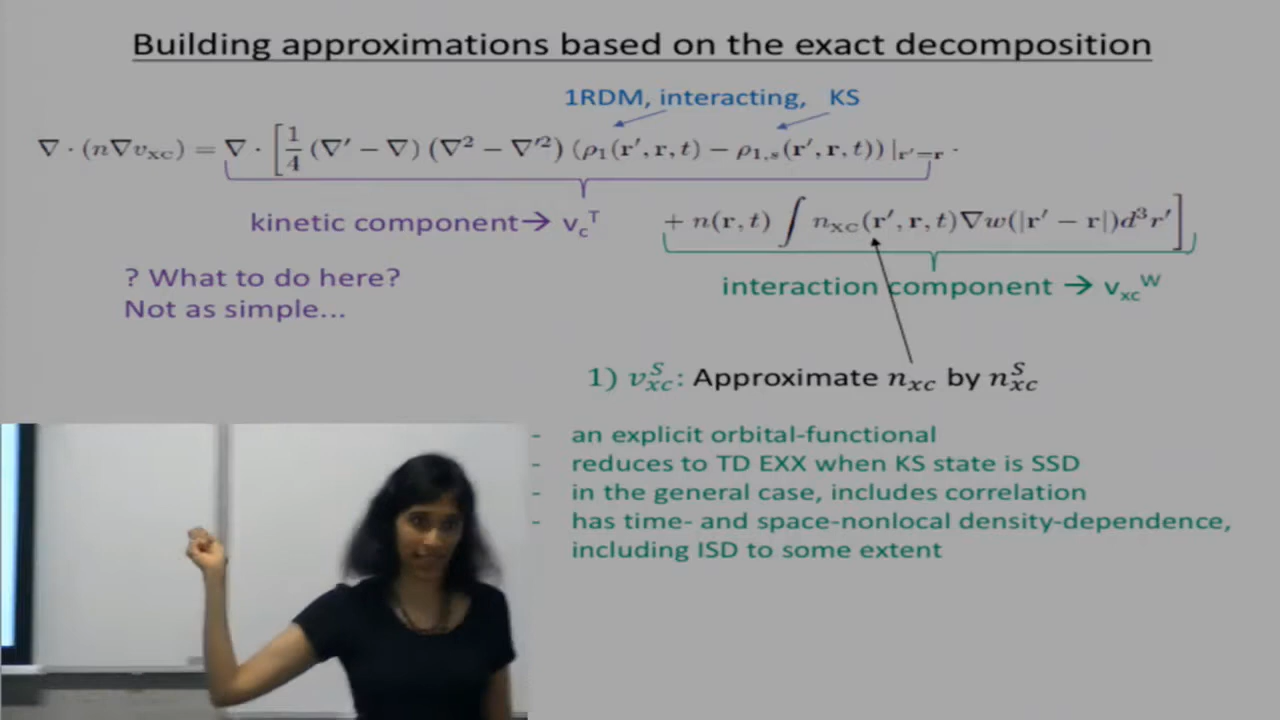 Building approximations based on the exact decomposition
1RDM, interacting, KS
∇ · (n∇v_xc) = ∇ · [ 1/4 (∇′ − ∇) (∇² − ∇′²) (ρ₁(r′, r, t) − ρ₁,ₛ(r′, r, t)) |_{r′=r} ·
kinetic component→ v_c^T
+ n(r, t) ∫ n_xc(r′, r, t)∇w(|r′ − r|)d³r′ ]
? What to do here?
Not as simple...
interaction component → v_xc^W
1) v_xc^S: Approximate n_xc by n_xc^S
- an explicit orbital-functional
- reduces to TD EXX when KS state is SSD
- in the general case, includes correlation
- has time- and space-nonlocal density-dependence,
including ISD to some extent